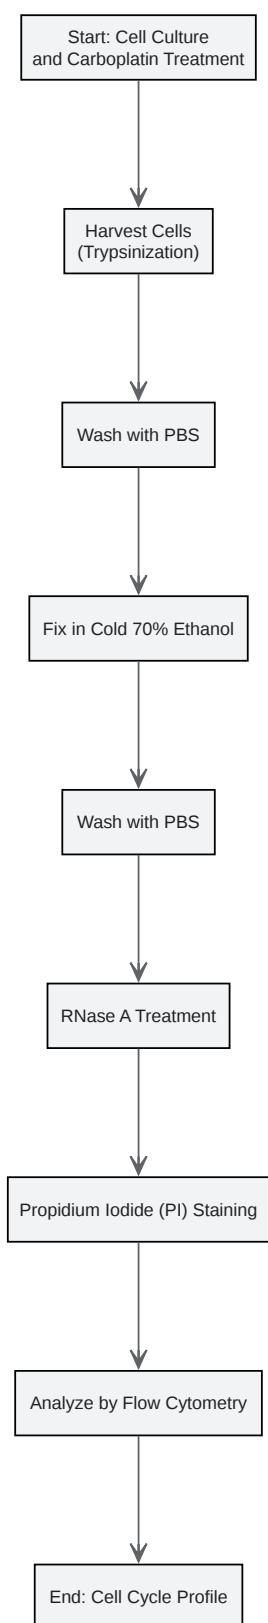 Start: Cell Culture
and Carboplatin Treatment
Harvest Cells
(Trypsinization)
Wash with PBS
Fix in Cold 70% Ethanol
Wash with PBS
RNase A Treatment
Propidium Iodide (PI) Staining
Analyze by Flow Cytometry
End: Cell Cycle Profile